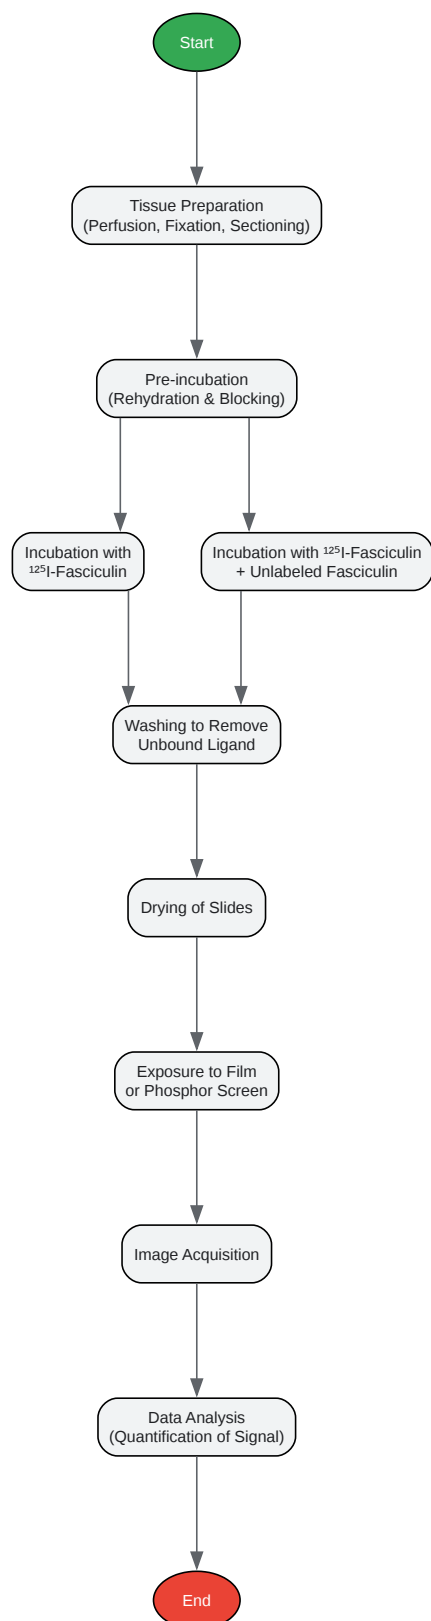 Start
Tissue Preparation
(Perfusion, Fixation, Sectioning)
Pre-incubation
(Rehydration & Blocking)
Incubation with
¹²⁵I-Fasciculin
Incubation with ¹²⁵I-Fasciculin
+ Unlabeled Fasciculin
Washing to Remove
Unbound Ligand
Drying of Slides
Exposure to Film
or Phosphor Screen
Image Acquisition
Data Analysis
(Quantification of Signal)
End